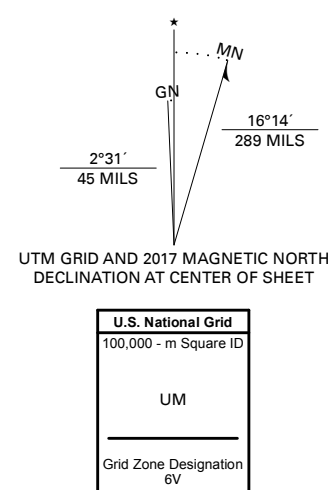 ★
MN
GN
16°14´
289 MILS
2°31´
45 MILS
UTM GRID AND 2017 MAGNETIC NORTH
DECLINATION AT CENTER OF SHEET
U.S. National Grid
100,000 - m Square ID
UM
Grid Zone Designation
6V